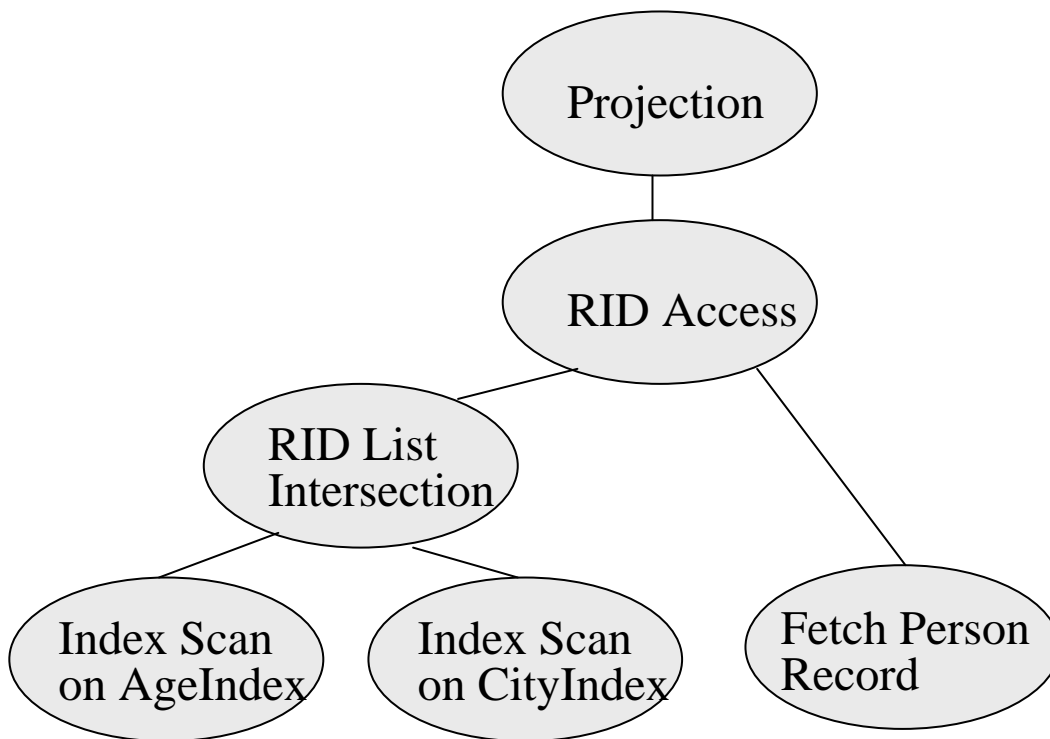 Projection
RID Access
RID List
Intersection
Index Scan
on AgeIndex
Index Scan
on CityIndex
Fetch Person
Record